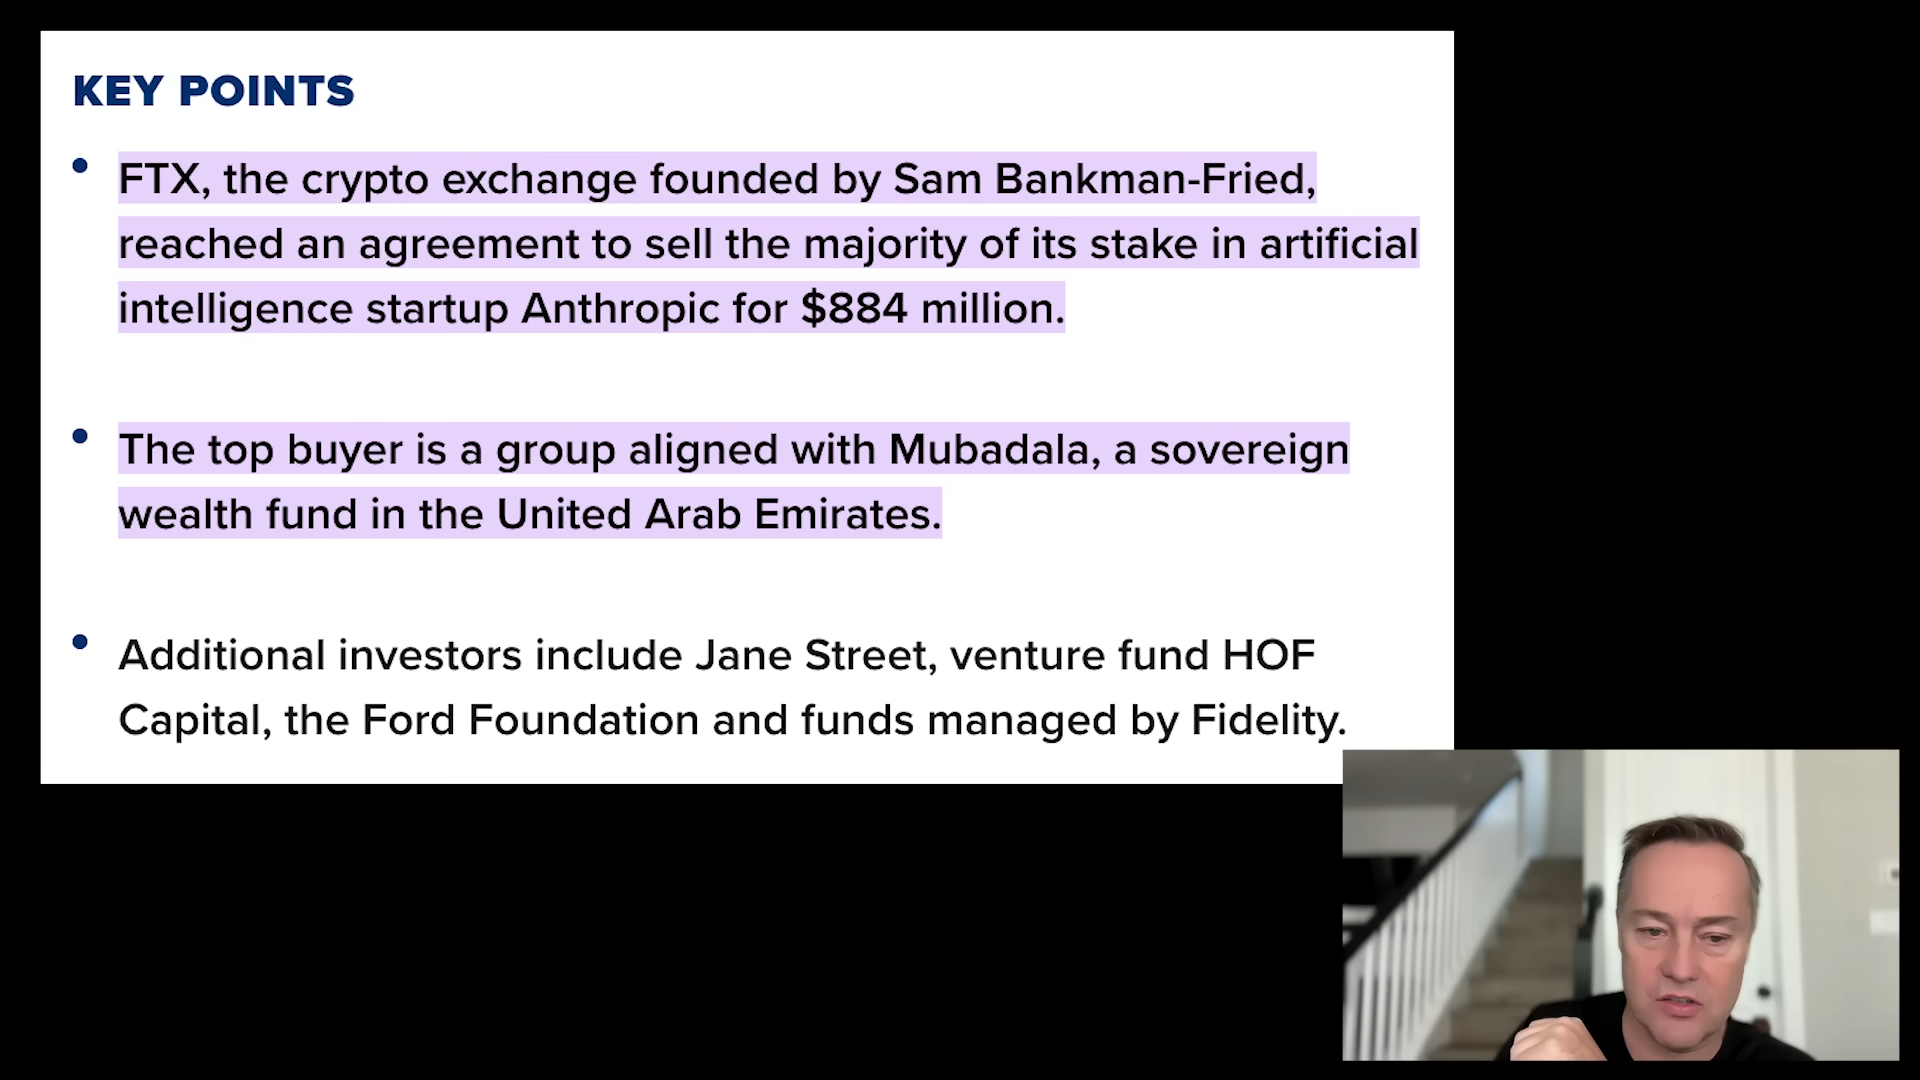 KEY POINTS
FTX, the crypto exchange founded by Sam Bankman-Fried,
reached an agreement to sell the majority of its stake in artificial
intelligence startup Anthropic for $884 million.
The top buyer is a group aligned with Mubadala, a sovereign
wealth fund in the United Arab Emirates.
Additional investors include Jane Street, venture fund HOF
Capital, the Ford Foundation and funds managed by Fidelity.